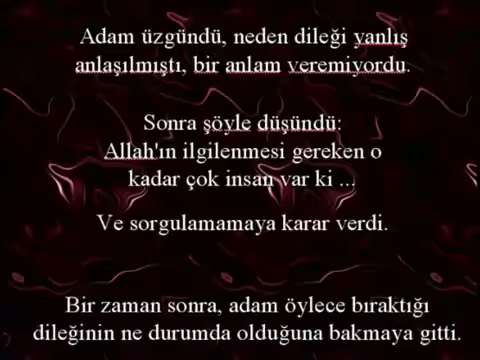 Adam üzgündü, neden dileği yanlış
anlaşılmıştı, bir anlam veremiyordu.
Sonra şöyle düşündü:
Allah'ın ilgilenmesi gereken o
kadar çok insan var ki ...
Ve sorgulamamaya karar verdi.
Bir zaman sonra, adam öylece bıraktığı
dileğinin ne durumda olduğuna bakmaya gitti.